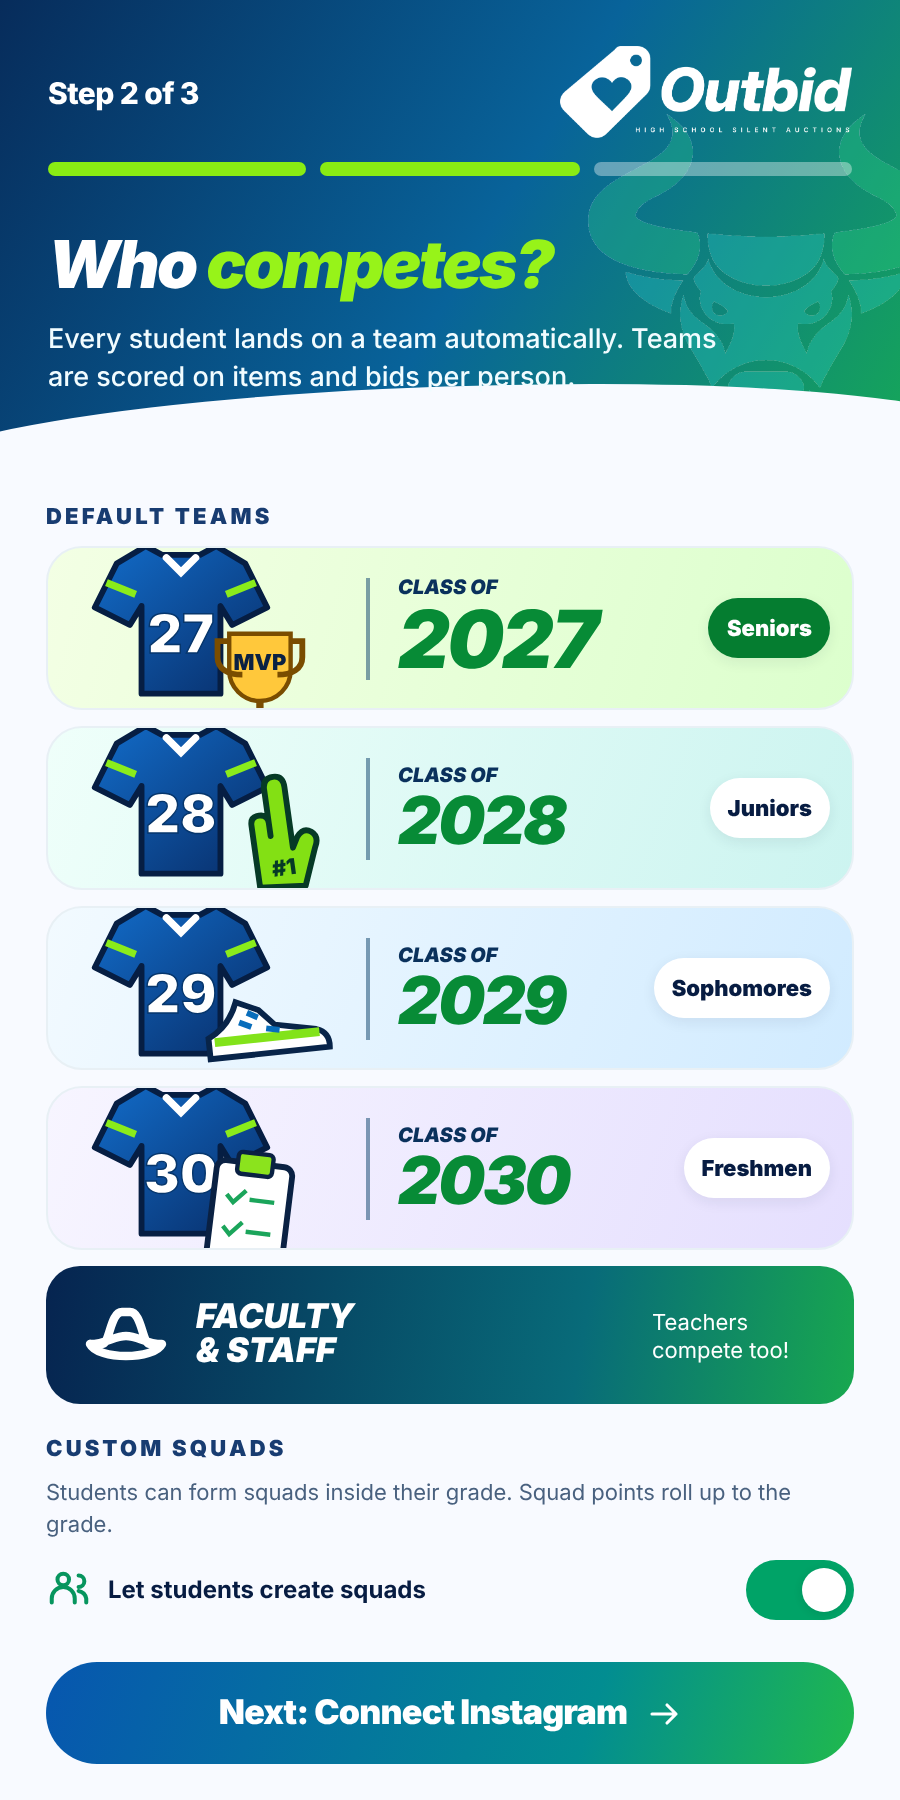 Step 2 of 3
Outbid
HIGH SCHOOL SILENT AUCTIONS
Who competes?
Every student lands on a team automatically. Teams
are scored on items and bids per person.
DEFAULT TEAMS
27
MVP
CLASS OF
2027
Seniors
28
#1
CLASS OF
2028
Juniors
29
CLASS OF
2029
Sophomores
30
CLASS OF
2030
Freshmen
FACULTY
& STAFF
Teachers
compete too!
CUSTOM SQUADS
Students can form squads inside their grade. Squad points roll up to the
grade.
Let students create squads
Next: Connect Instagram →